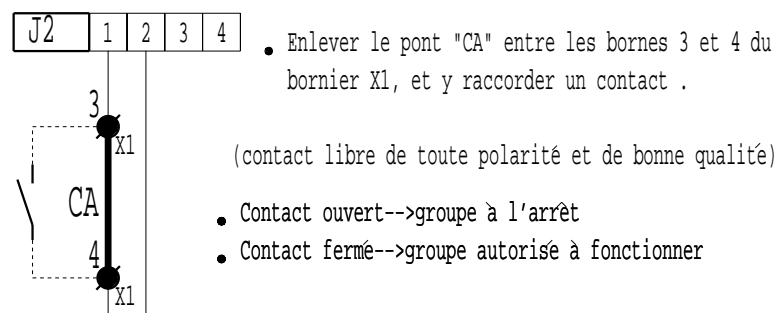 J2 1 2 3 4
• Enlever le pont "CA" entre les bornes 3 et 4 du
bornier X1, et y raccorder un contact .
3
X1
(contact libre de toute polarité et de bonne qualité)
CA
• Contact ouvert-->groupe à l'arrêt
• Contact fermé-->groupe autorisé à fonctionner
4
X1